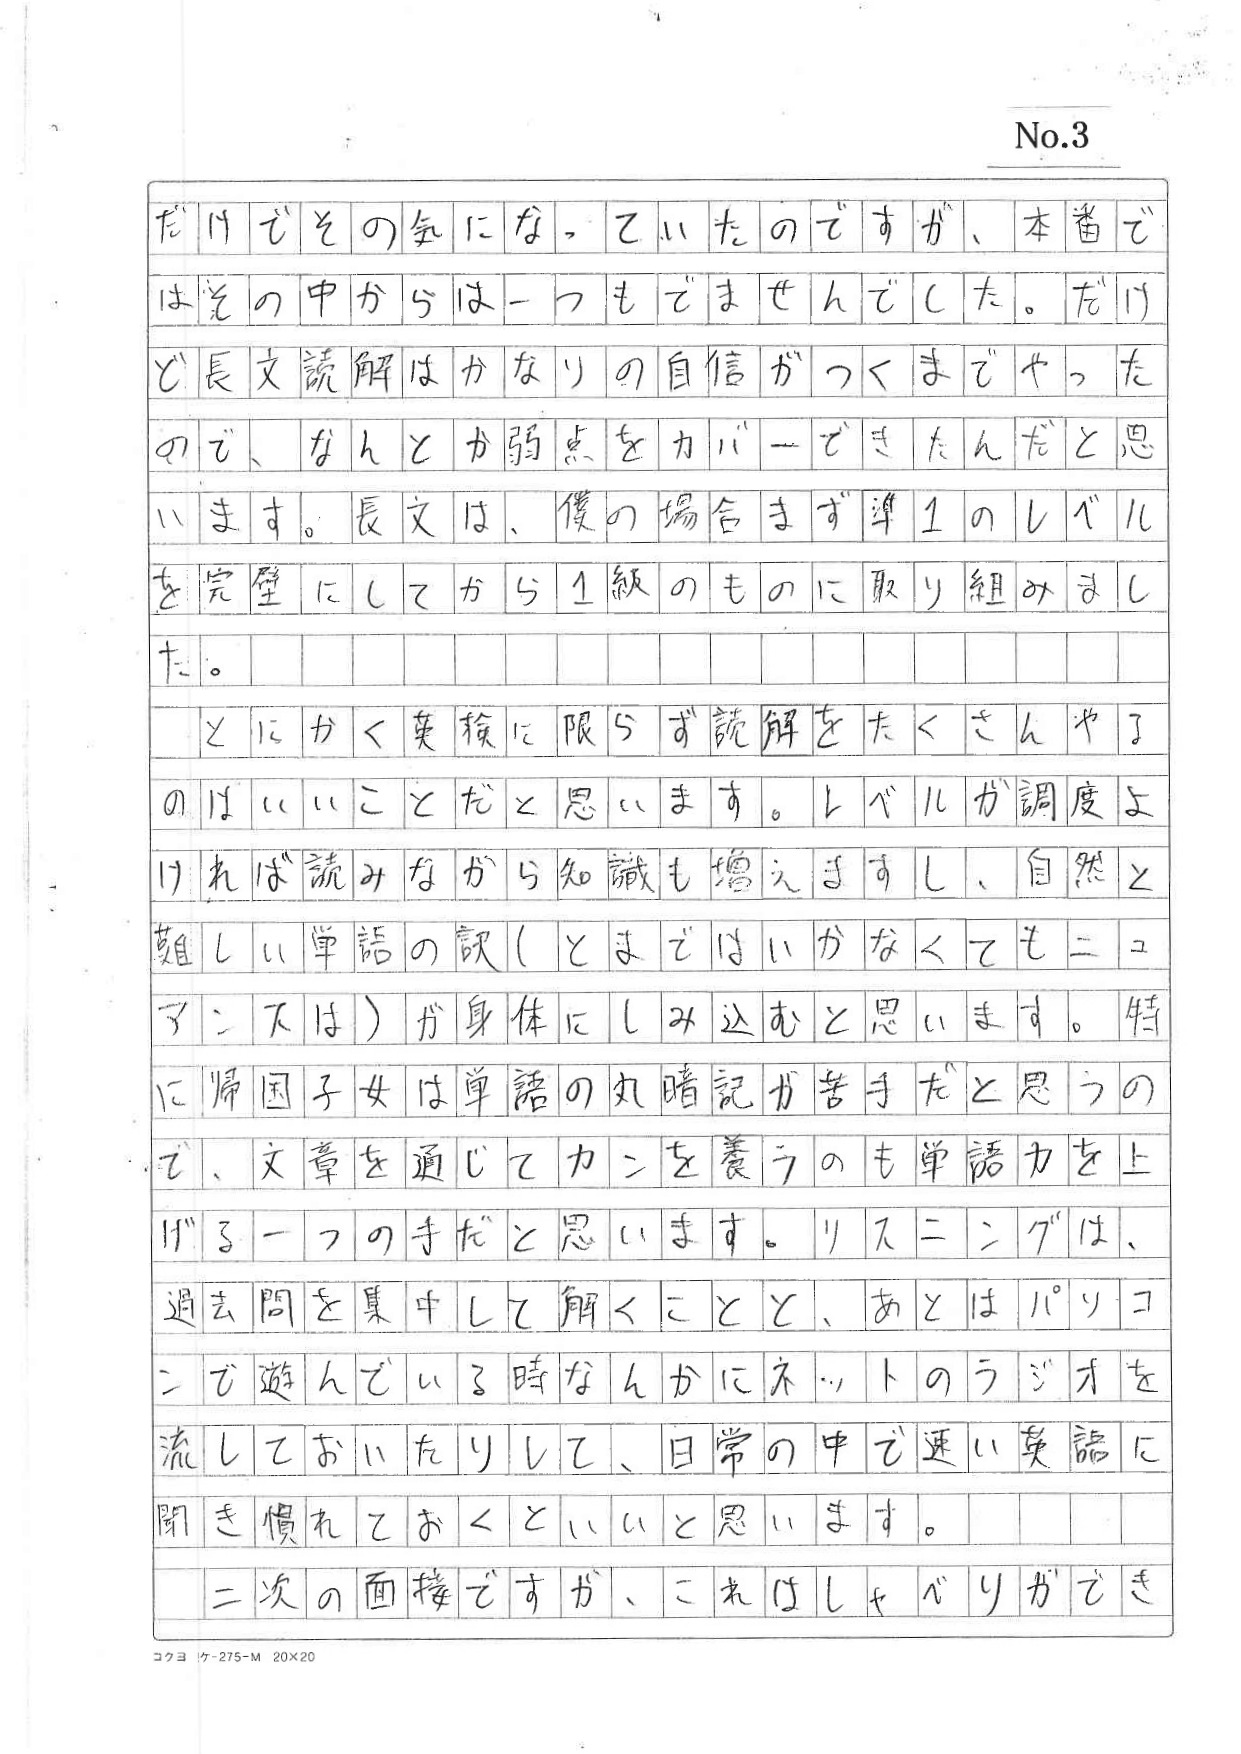 No.3
だけでその気になっていたのですが、本番で
はその中からは一つもでませんでした。だけ
ど長文読解はかなりの自信がつくまでやった
ので、なんとか弱点をカバーできたんだと思
います。長文は、僕の場合まず準1のレベル
を完璧にしてから1級のものに取り組みまし
た。
とにかく英検に限らず読解をたくさんやる
のはいいことだと思います。レベルが調度よ
ければ読みながら知識も増えますし、自然と
難しい単語の訳(とまではいかなくてもニュ
アンスは)が身体にしみ込むと思います。特
に帰国子女は単語の丸暗記が苦手だと思うの
で、文章を通じてカンを養うのも単語力を上
げる一つの手だと思います。リスニングは、
過去問を集中して解くことと、あとはパソコ
ンで遊んでいる時なんかにネットのラジオを
流しておいたりして、日常の中で速い英語に
聞き慣れておくといいと思います。
二次の面接ですが、これはしゃべりができ
コクヨ ケ-275-M 20×20